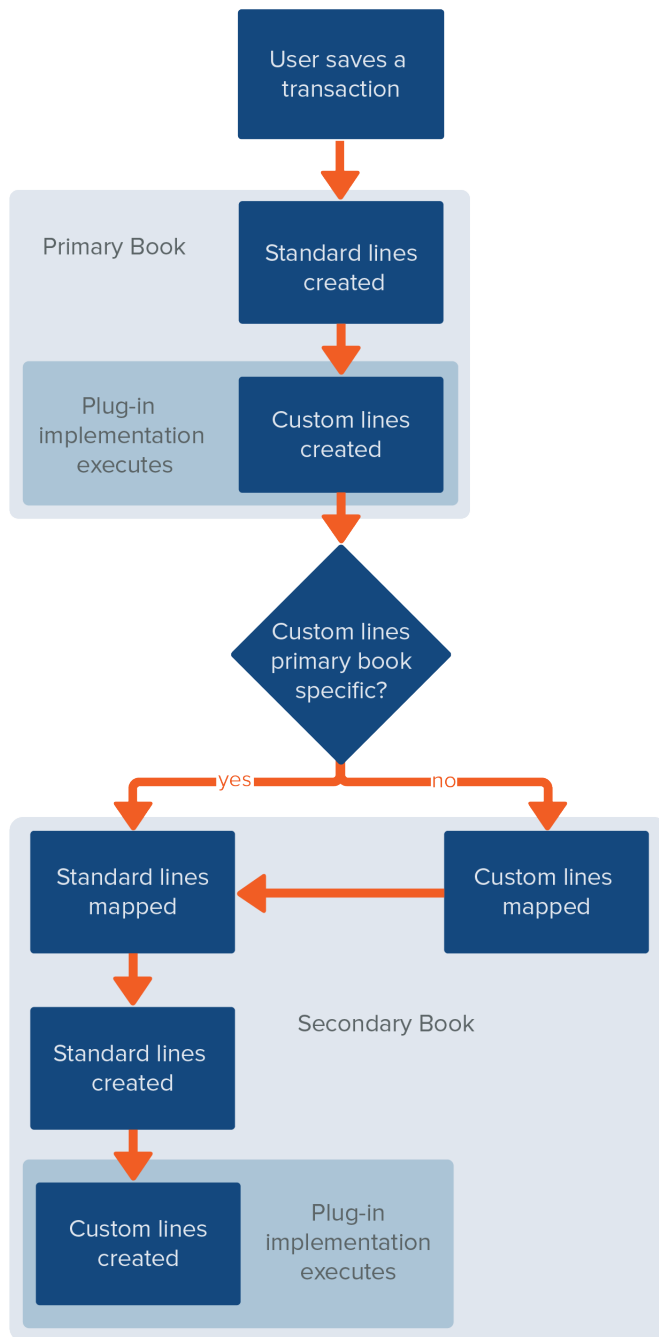 User saves a
transaction
Primary Book
Standard lines
created
Plug-in
implementation
executes
Custom lines
created
Custom lines
primary book
specific?
yes
no
Standard lines
mapped
Custom lines
mapped
Secondary Book
Standard lines
created
Custom lines
created
Plug-in
implementation
executes